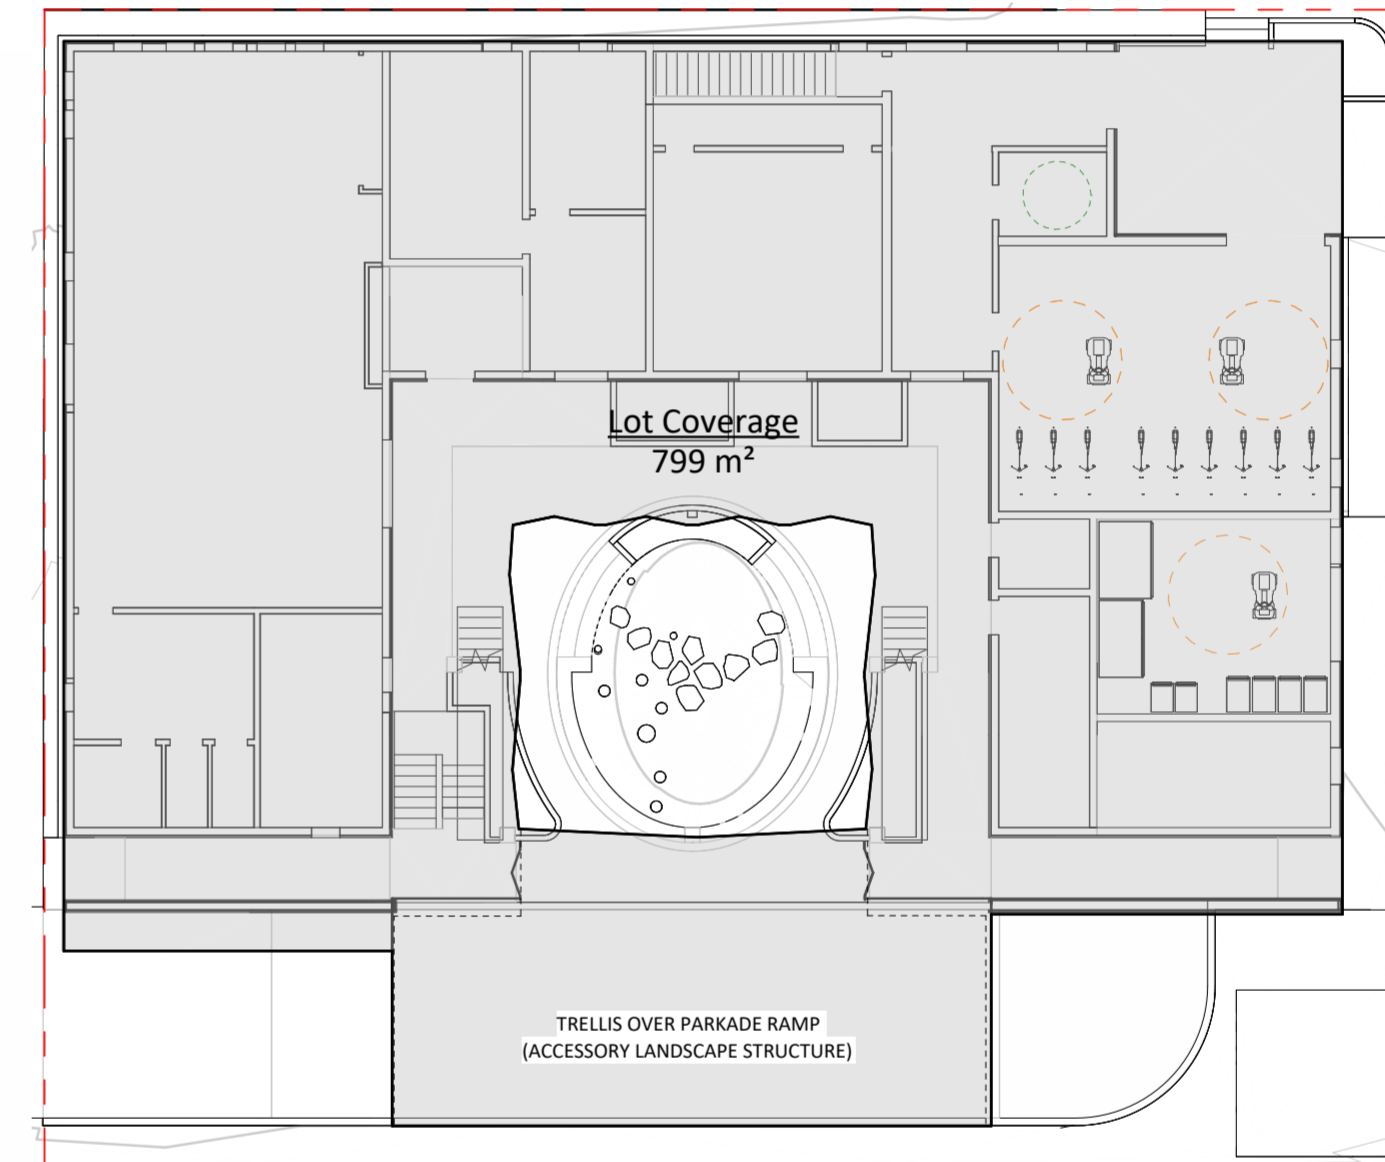 Lot Coverage
799 m²
TRELLIS OVER PARKADE RAMP
(ACCESSORY LANDSCAPE STRUCTURE)